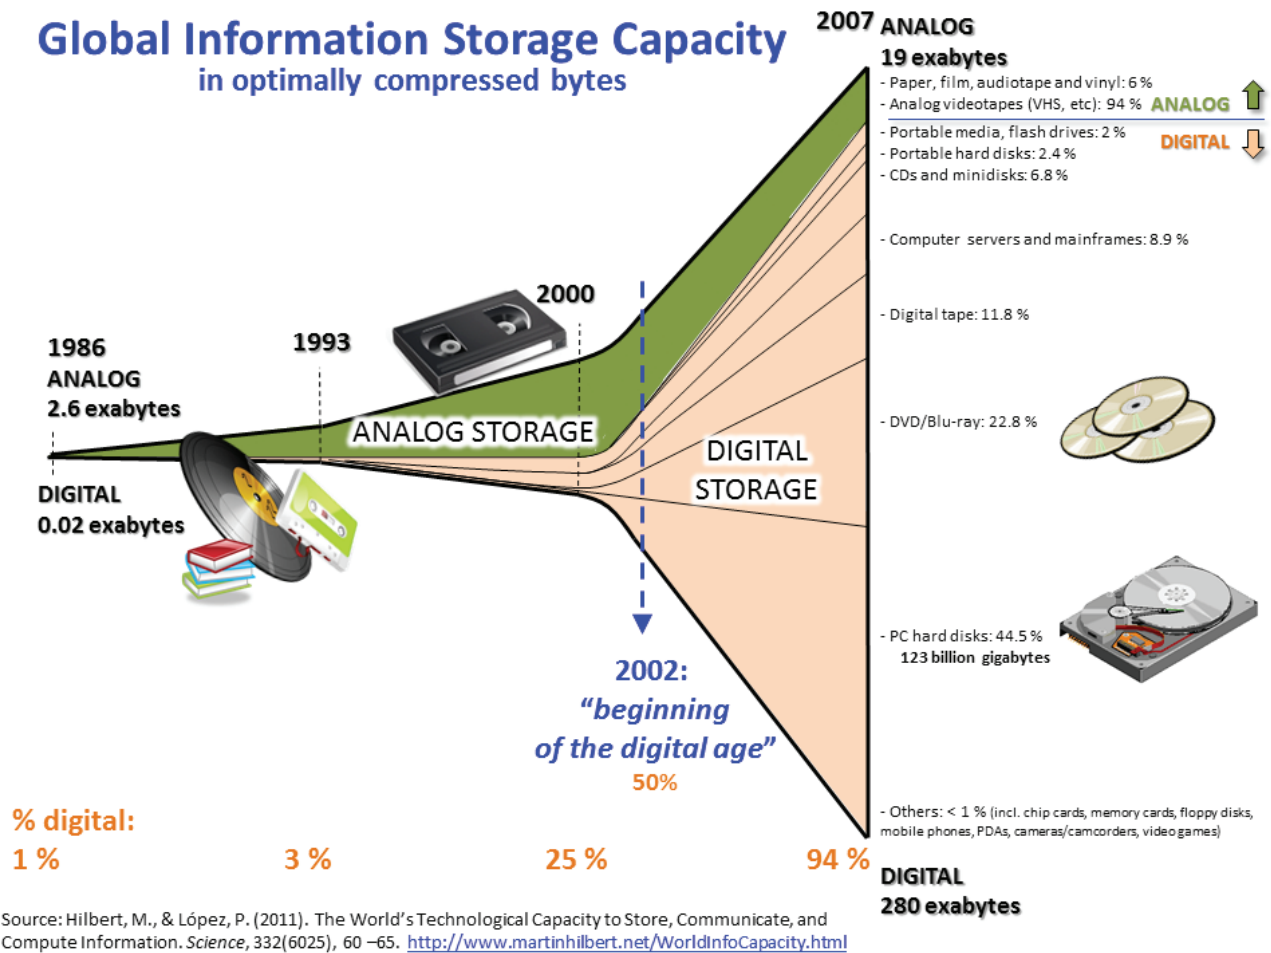 Global Information Storage Capacity
in optimally compressed bytes
2007
ANALOG
19 exabytes
- Paper, film, audiotape and vinyl: 6 %
- Analog videotapes (VHS, etc): 94 %
ANALOG
DIGITAL
- Portable media, flash drives: 2 %
- Portable hard disks: 2.4 %
- CDs and minidisks: 6.8 %
- Computer servers and mainframes: 8.9 %
- Digital tape: 11.8 %
- DVD/Blu-ray: 22.8 %
- PC hard disks: 44.5 %
123 billion gigabytes
- Others: < 1 % (incl. chip cards, memory cards, floppy disks,
mobile phones, PDAs, cameras/camcorders, video games)
DIGITAL
280 exabytes
1986
ANALOG
2.6 exabytes
DIGITAL
0.02 exabytes
1993
2000
ANALOG STORAGE
DIGITAL
STORAGE
2002:
“beginning
of the digital age”
50%
% digital:
1 %
3 %
25 %
94 %
Source: Hilbert, M., & López, P. (2011). The World’s Technological Capacity to Store, Communicate, and
Compute Information. Science, 332(6025), 60 –65. http://www.martinhilbert.net/WorldInfoCapacity.html